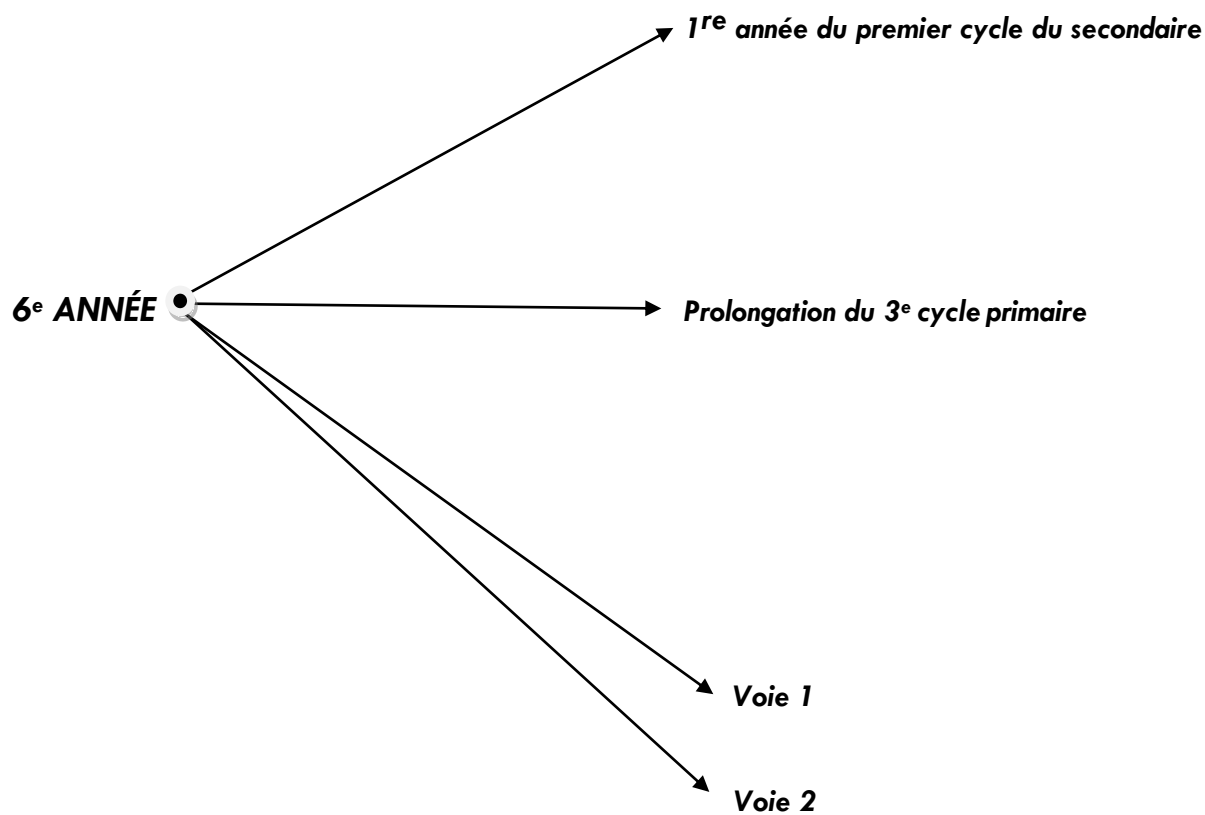 1re année du premier cycle du secondaire
6e ANNÉE
Prolongation du 3e cycle primaire
Voie 1
Voie 2